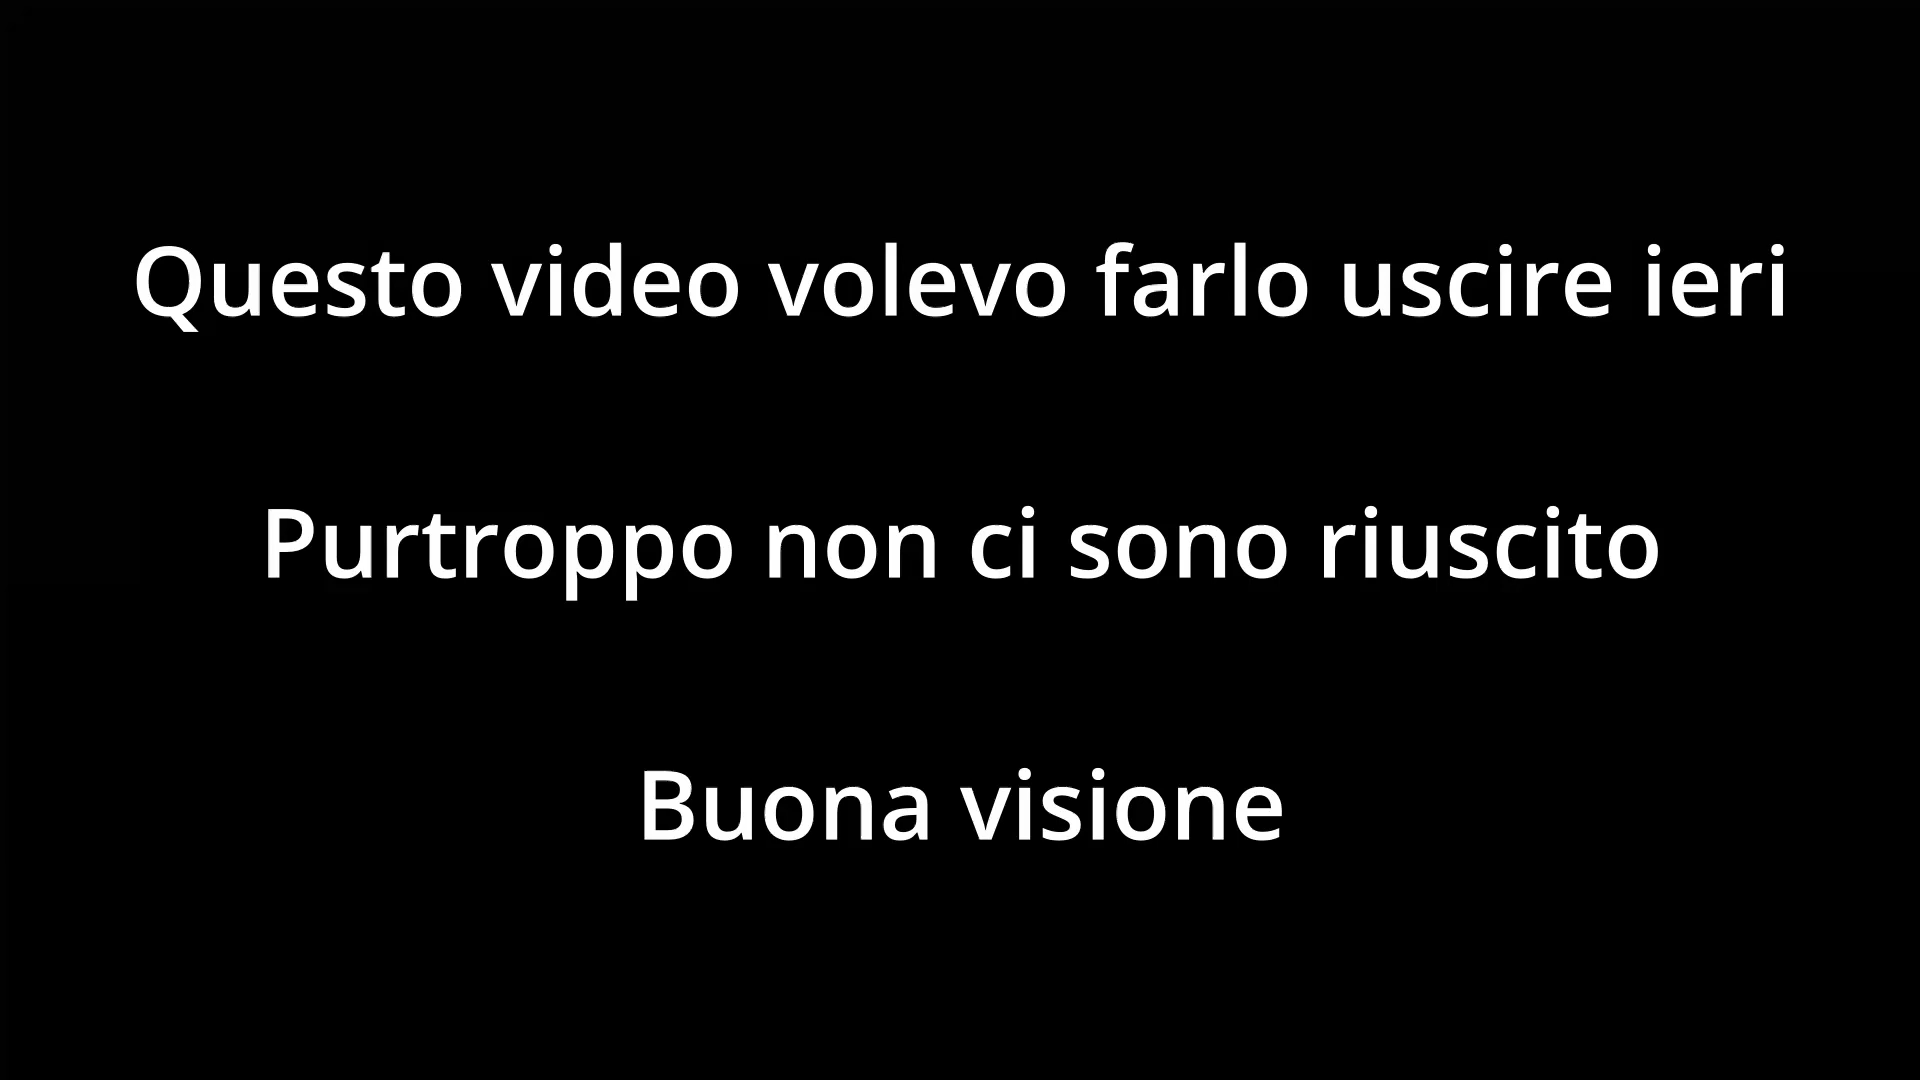 Questo video volevo farlo uscire ieri
Purtroppo non ci sono riuscito
Buona visione